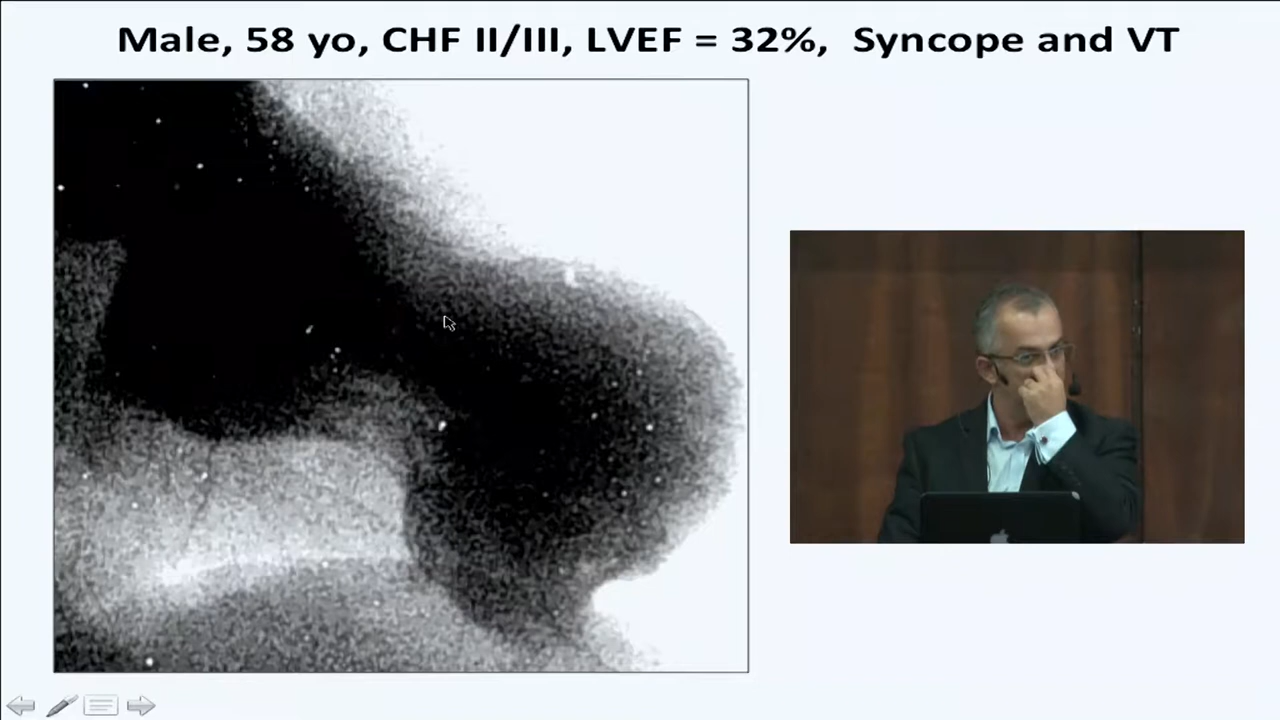 Male, 58 yo, CHF II/III, LVEF = 32%, Syncope and VT